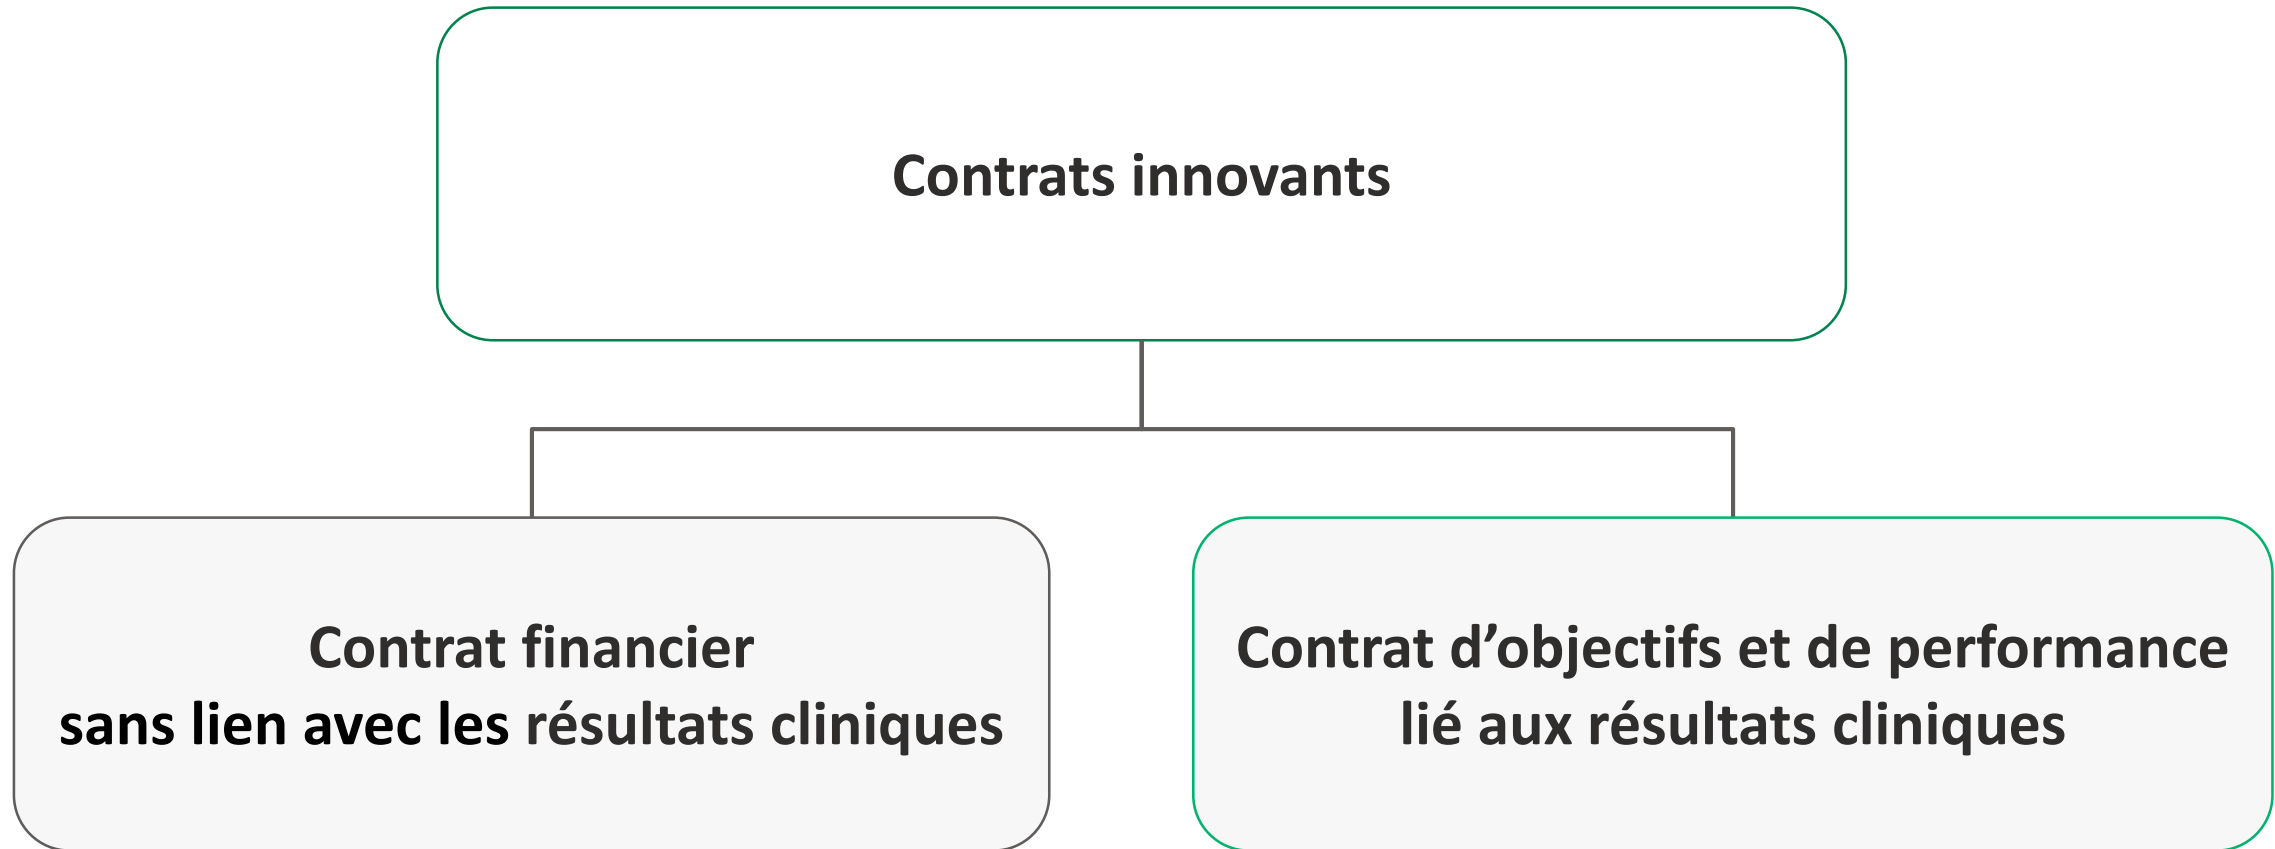 Contrats innovants
Contrat financier
sans lien avec les résultats cliniques
Contrat d’objectifs et de performance
lié aux résultats cliniques